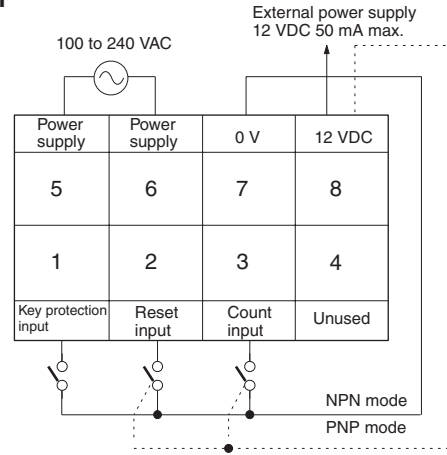 External power supply
12 VDC 50 mA max.
100 to 240 VAC
Power
supply
Power
supply
0 V
12 VDC
5
6
7
8
1
2
3
4
Key protection
input
Reset
input
Count
input
Unused
NPN mode
PNP mode